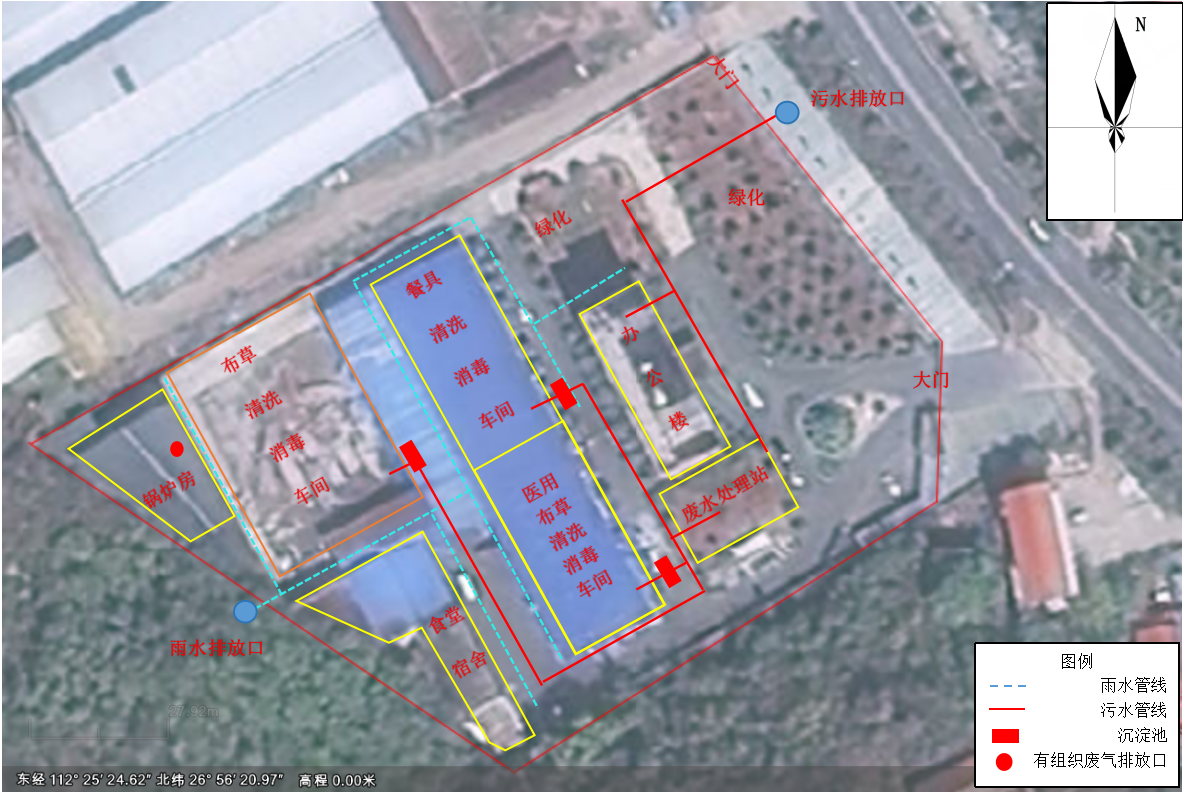 N
大门
污水排放口
绿化
绿化
餐具
清洗
消毒
车间
办
公
楼
大门
布草
清洗
消毒
车间
锅炉房
医用
布草
清洗
消毒
车间
废水处理站
雨水排放口
食堂
宿舍
图例
雨水管线
污水管线
沉淀池
有组织废气排放口
27.92m
东经 112° 25′ 24.62″ 北纬 26° 56′ 20.97″ 高程 0.00米